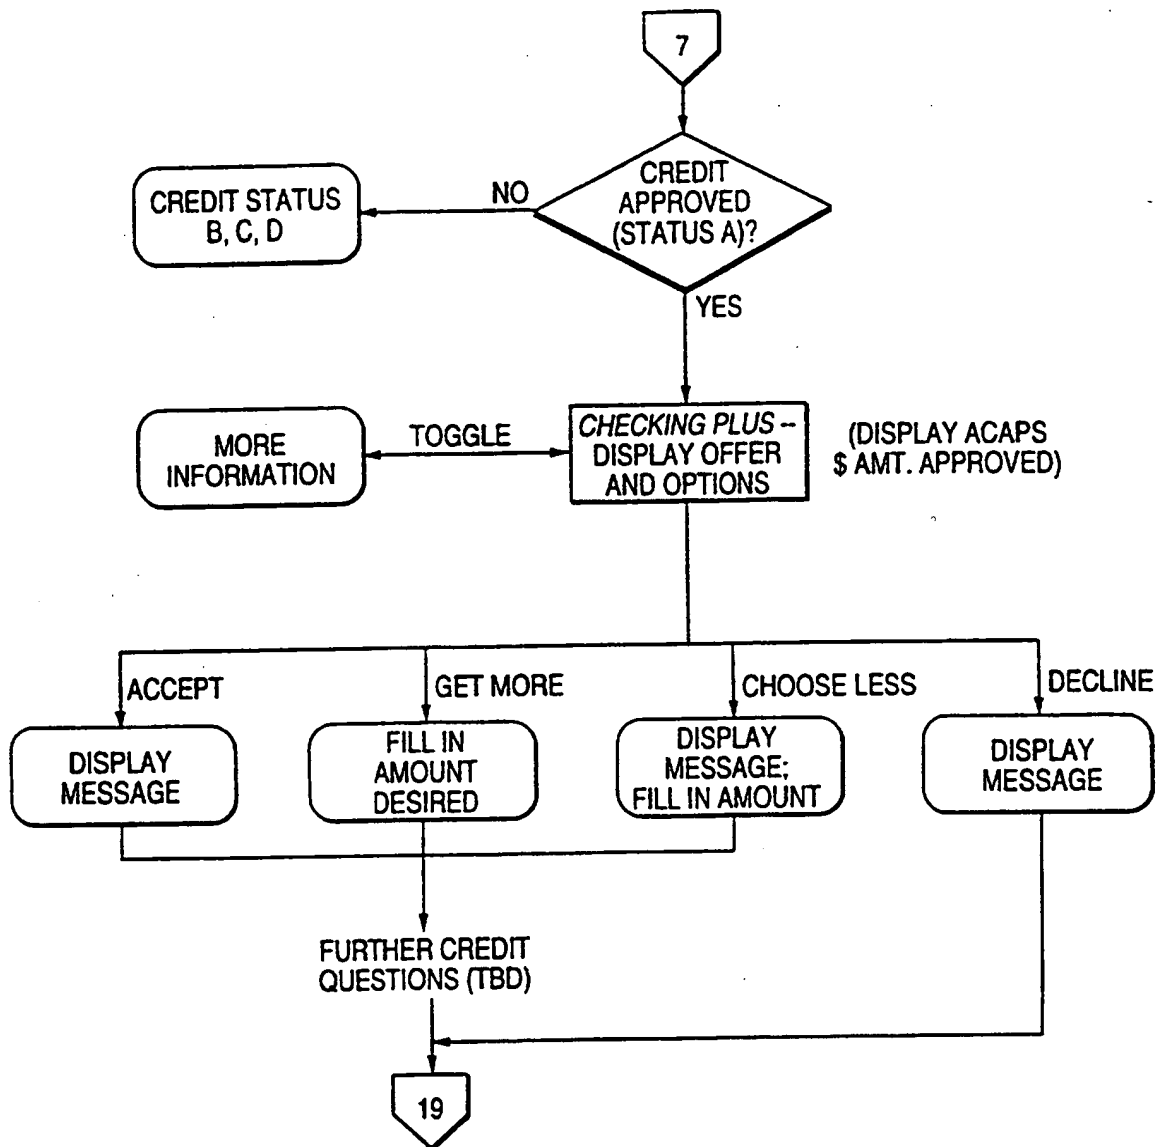 7
CREDIT
APPROVED
(STATUS A)?
NO
CREDIT STATUS
B, C, D
YES
MORE
INFORMATION
TOGGLE
CHECKING PLUS --
DISPLAY OFFER
AND OPTIONS
(DISPLAY ACAPS
$ AMT. APPROVED)
ACCEPT
GET MORE
CHOOSE LESS
DECLINE
DISPLAY
MESSAGE
FILL IN
AMOUNT
DESIRED
DISPLAY
MESSAGE;
FILL IN AMOUNT
DISPLAY
MESSAGE
FURTHER CREDIT
QUESTIONS (TBD)
19